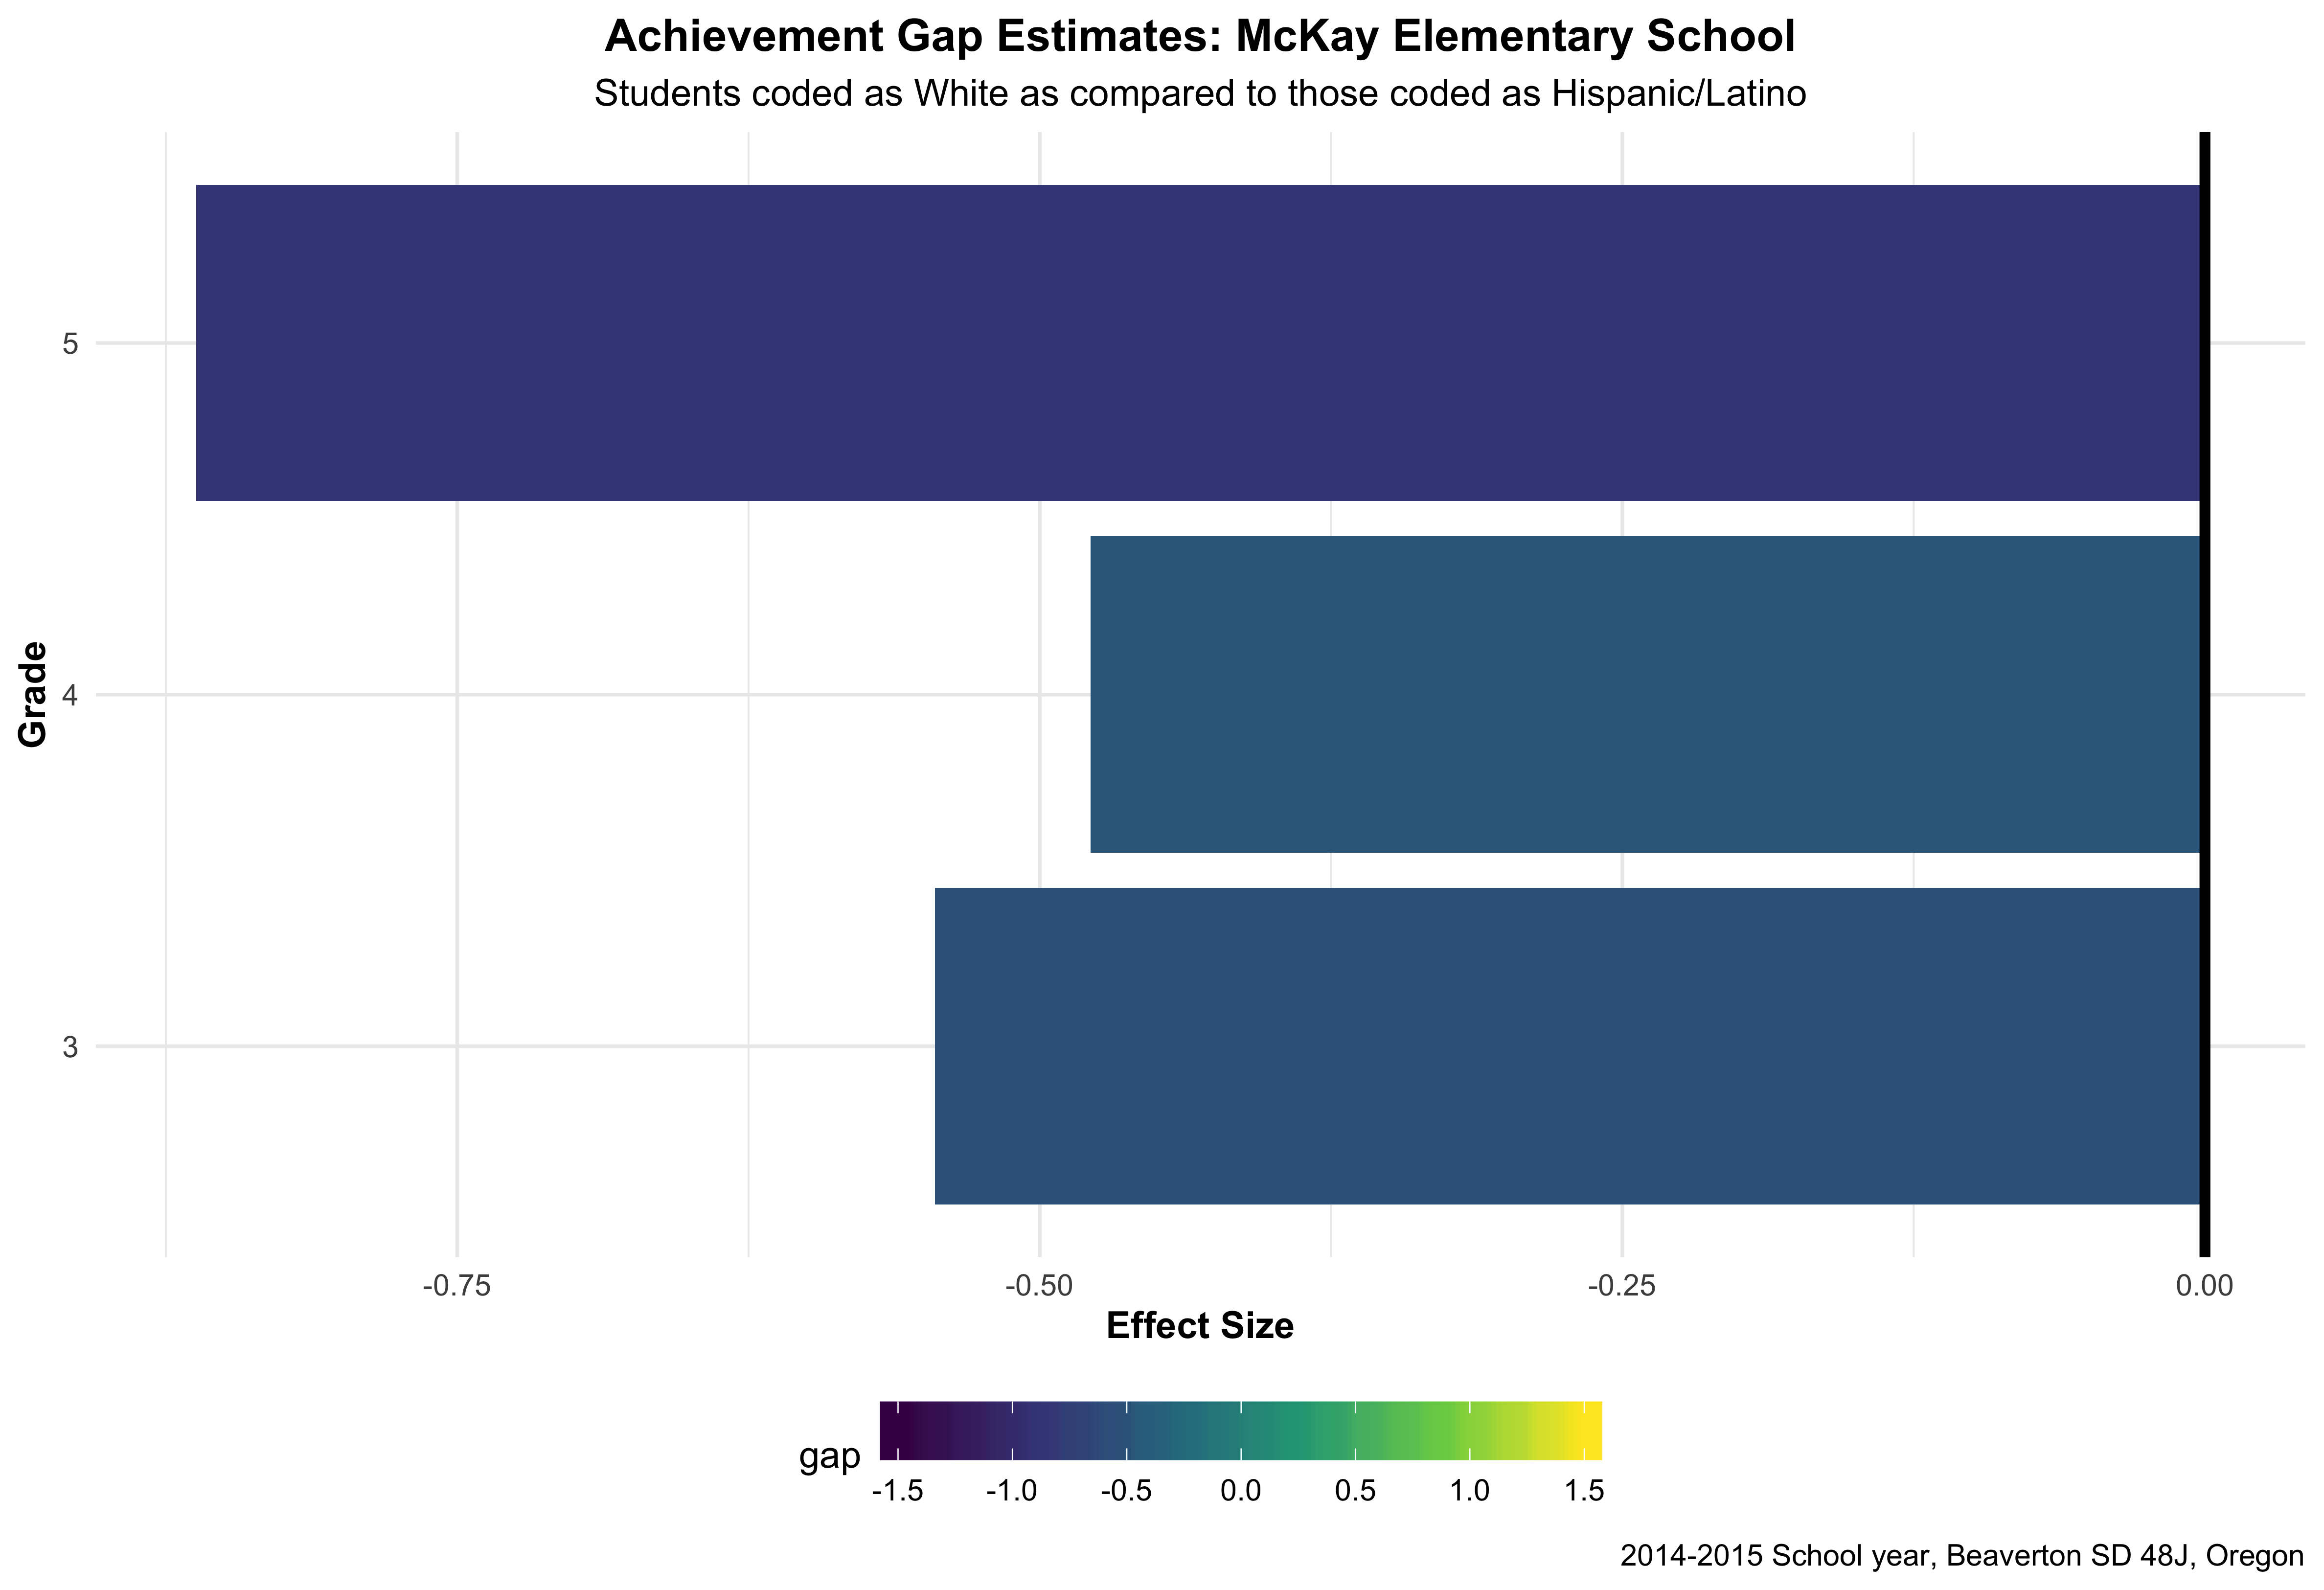 Achievement Gap Estimates: McKay Elementary School
Students coded as White as compared to those coded as Hispanic/Latino
Grade
5
4
3
-0.75 -0.50 -0.25 0.00
Effect Size
gap
-1.5 -1.0 -0.5 0.0 0.5 1.0 1.5
2014-2015 School year, Beaverton SD 48J, Oregon